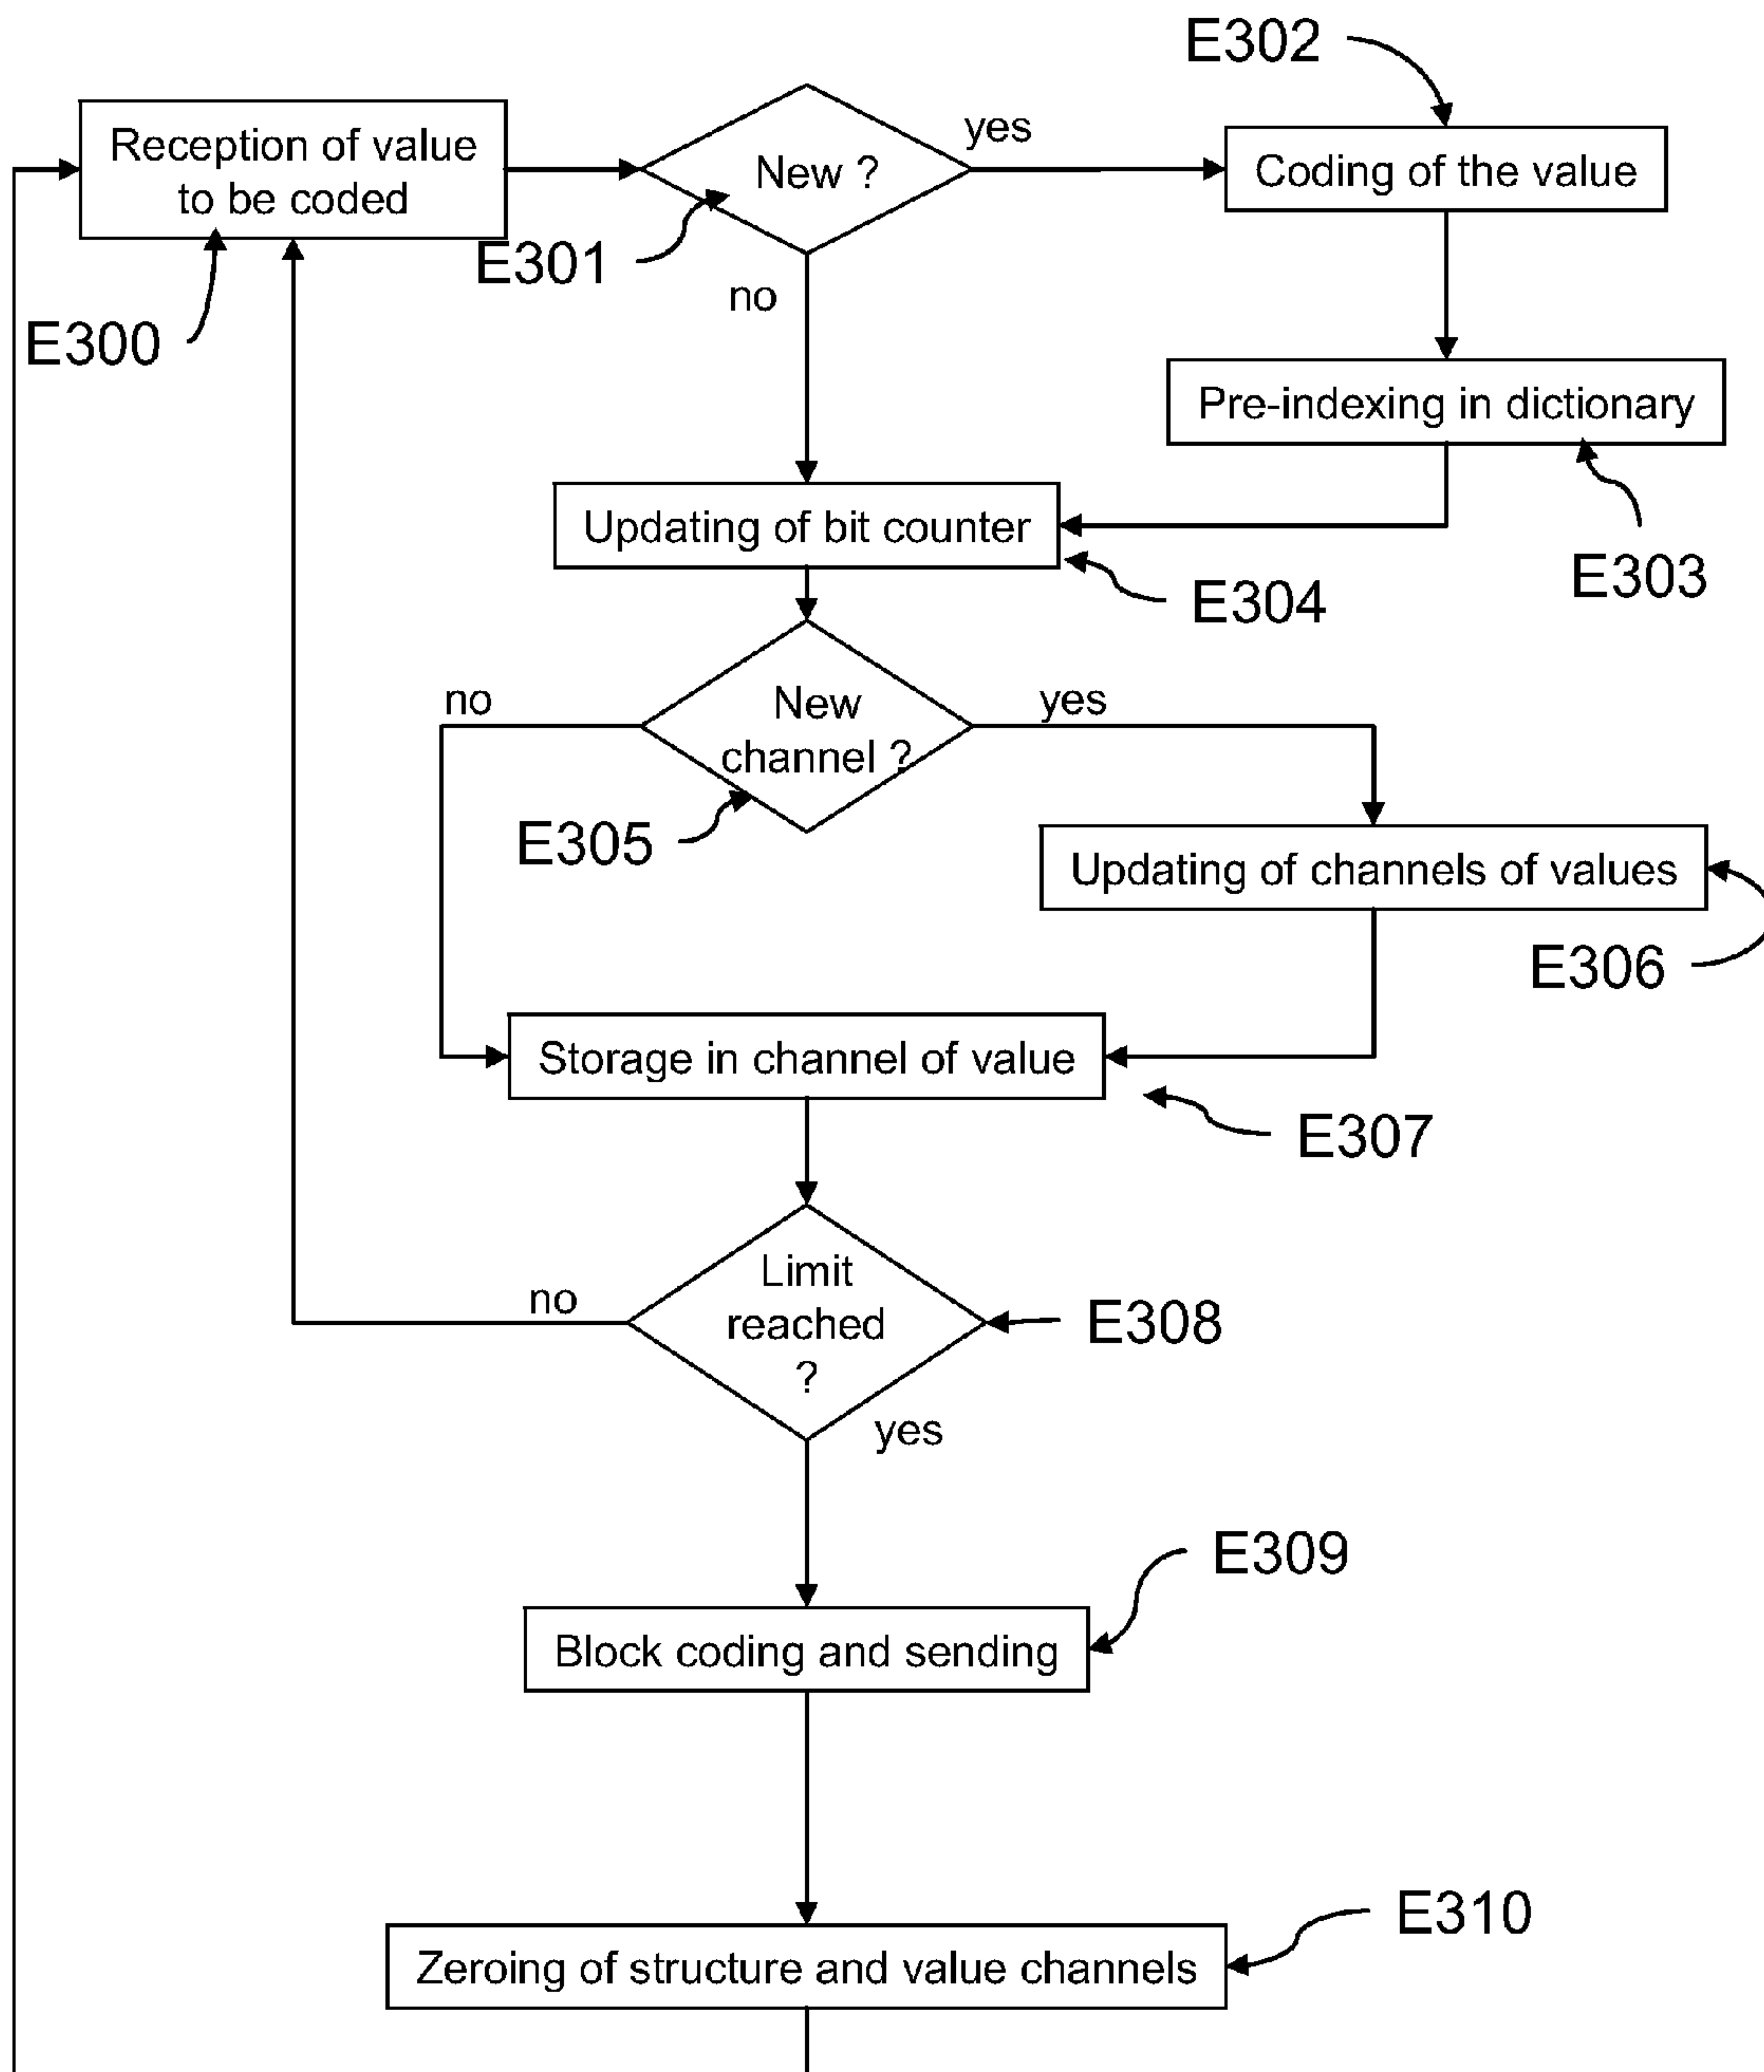 E302
Reception of value
to be coded
New ?
yes
Coding of the value
E301
no
E300
Pre-indexing in dictionary
Updating of bit counter
E303
E304
no
New
channel ?
yes
E305
Updating of channels of values
E306
Storage in channel of value
E307
Limit
reached
?
no
E308
yes
E309
Block coding and sending
E310
Zeroing of structure and value channels